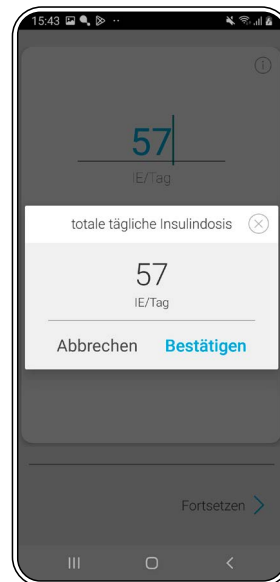 15:43
57
IE/Tag
totale tägliche Insulindosis
57
IE/Tag
Abbrechen Bestätigen
Fortsetzen